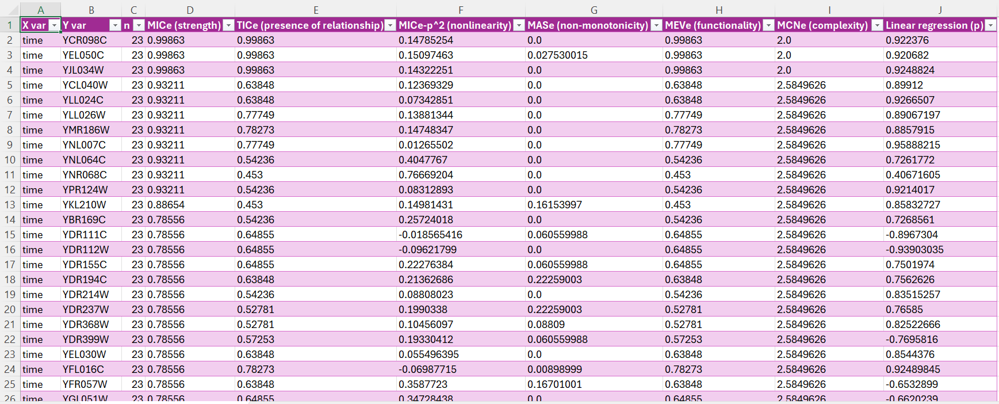 A B C D E F G H I J
1 X var Y var n MICe (strength) TICe (presence of relationship) MICe-p^2 (nonlinearity) MASe (non-monotonicity) MEVe (functionality) MCNe (complexity) Linear regression (p)
2 time YCR098C 23 0.99863 0.99863 0.14785254 0.0 0.99863 2.0 0.922376
3 time YEL050C 23 0.99863 0.99863 0.15097463 0.027530015 0.99863 2.0 0.920682
4 time YJL034W 23 0.99863 0.99863 0.14322251 0.0 0.99863 2.0 0.9248824
5 time YCL040W 23 0.93211 0.63848 0.12369329 0.0 0.63848 2.5849626 0.89912
6 time YLL024C 23 0.93211 0.63848 0.07342851 0.0 0.63848 2.5849626 0.9266507
7 time YLL026W 23 0.93211 0.77749 0.13881344 0.0 0.77749 2.5849626 0.89067197
8 time YMR186W 23 0.93211 0.78273 0.14748347 0.0 0.78273 2.5849626 0.8857915
9 time YNL007C 23 0.93211 0.77749 0.01265502 0.0 0.77749 2.5849626 0.95888215
10 time YNL064C 23 0.93211 0.54236 0.4047767 0.0 0.54236 2.5849626 0.7261772
11 time YNR068C 23 0.93211 0.453 0.76669204 0.0 0.453 2.5849626 0.40671605
12 time YPR124W 23 0.93211 0.54236 0.08312893 0.0 0.54236 2.5849626 0.9214017
13 time YKL210W 23 0.88654 0.453 0.14981431 0.16153997 0.453 2.5849626 0.85832727
14 time YBR169C 23 0.78556 0.54236 0.25724018 0.0 0.54236 2.5849626 0.7268561
15 time YDR111C 23 0.78556 0.64855 -0.018565416 0.060559988 0.64855 2.5849626 -0.8967304
16 time YDR112W 23 0.78556 0.64855 -0.09621799 0.0 0.64855 2.5849626 -0.93903035
17 time YDR155C 23 0.78556 0.64855 0.22276384 0.060559988 0.64855 2.5849626 0.7501974
18 time YDR194C 23 0.78556 0.63848 0.21362686 0.22259003 0.63848 2.5849626 0.7562626
19 time YDR214W 23 0.78556 0.54236 0.08808023 0.0 0.54236 2.5849626 0.83515257
20 time YDR237W 23 0.78556 0.52781 0.1990338 0.22259003 0.52781 2.5849626 0.76585
21 time YDR368W 23 0.78556 0.52781 0.10456097 0.08809 0.52781 2.5849626 0.82522666
22 time YDR399W 23 0.78556 0.57253 0.19330412 0.060559988 0.57253 2.5849626 -0.7695816
23 time YEL030W 23 0.78556 0.63848 0.055496395 0.0 0.63848 2.5849626 0.8544376
24 time YFL016C 23 0.78556 0.78273 -0.06987715 0.00898999 0.78273 2.5849626 0.92489845
25 time YFR057W 23 0.78556 0.63848 0.3587723 0.16701001 0.63848 2.5849626 -0.6532899
26 time YGL051W 23 0.78556 0.64855 0.34728438 0.0 0.64855 2.5849626 -0.6620239